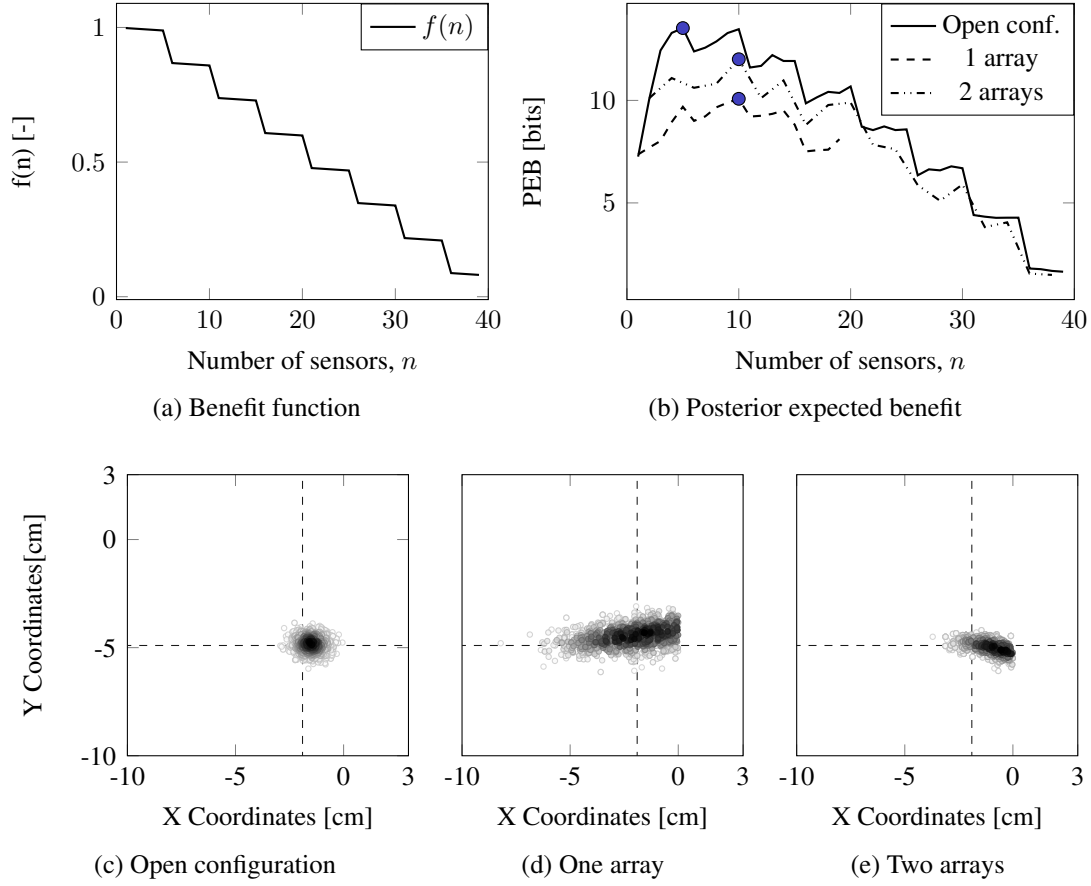 f(n)
1
0.5
0
f(n) [-]
0
10
20
30
40
Number of sensors, n
(a) Benefit function
Open conf.
1 array
2 arrays
10
5
PEB [bits]
0
10
20
30
40
Number of sensors, n
(b) Posterior expected benefit
3
0
-5
-10
Y Coordinates[cm]
-10
-5
0
3
X Coordinates [cm]
(c) Open configuration
-10
-5
0
3
X Coordinates [cm]
(d) One array
-10
-5
0
3
X Coordinates [cm]
(e) Two arrays